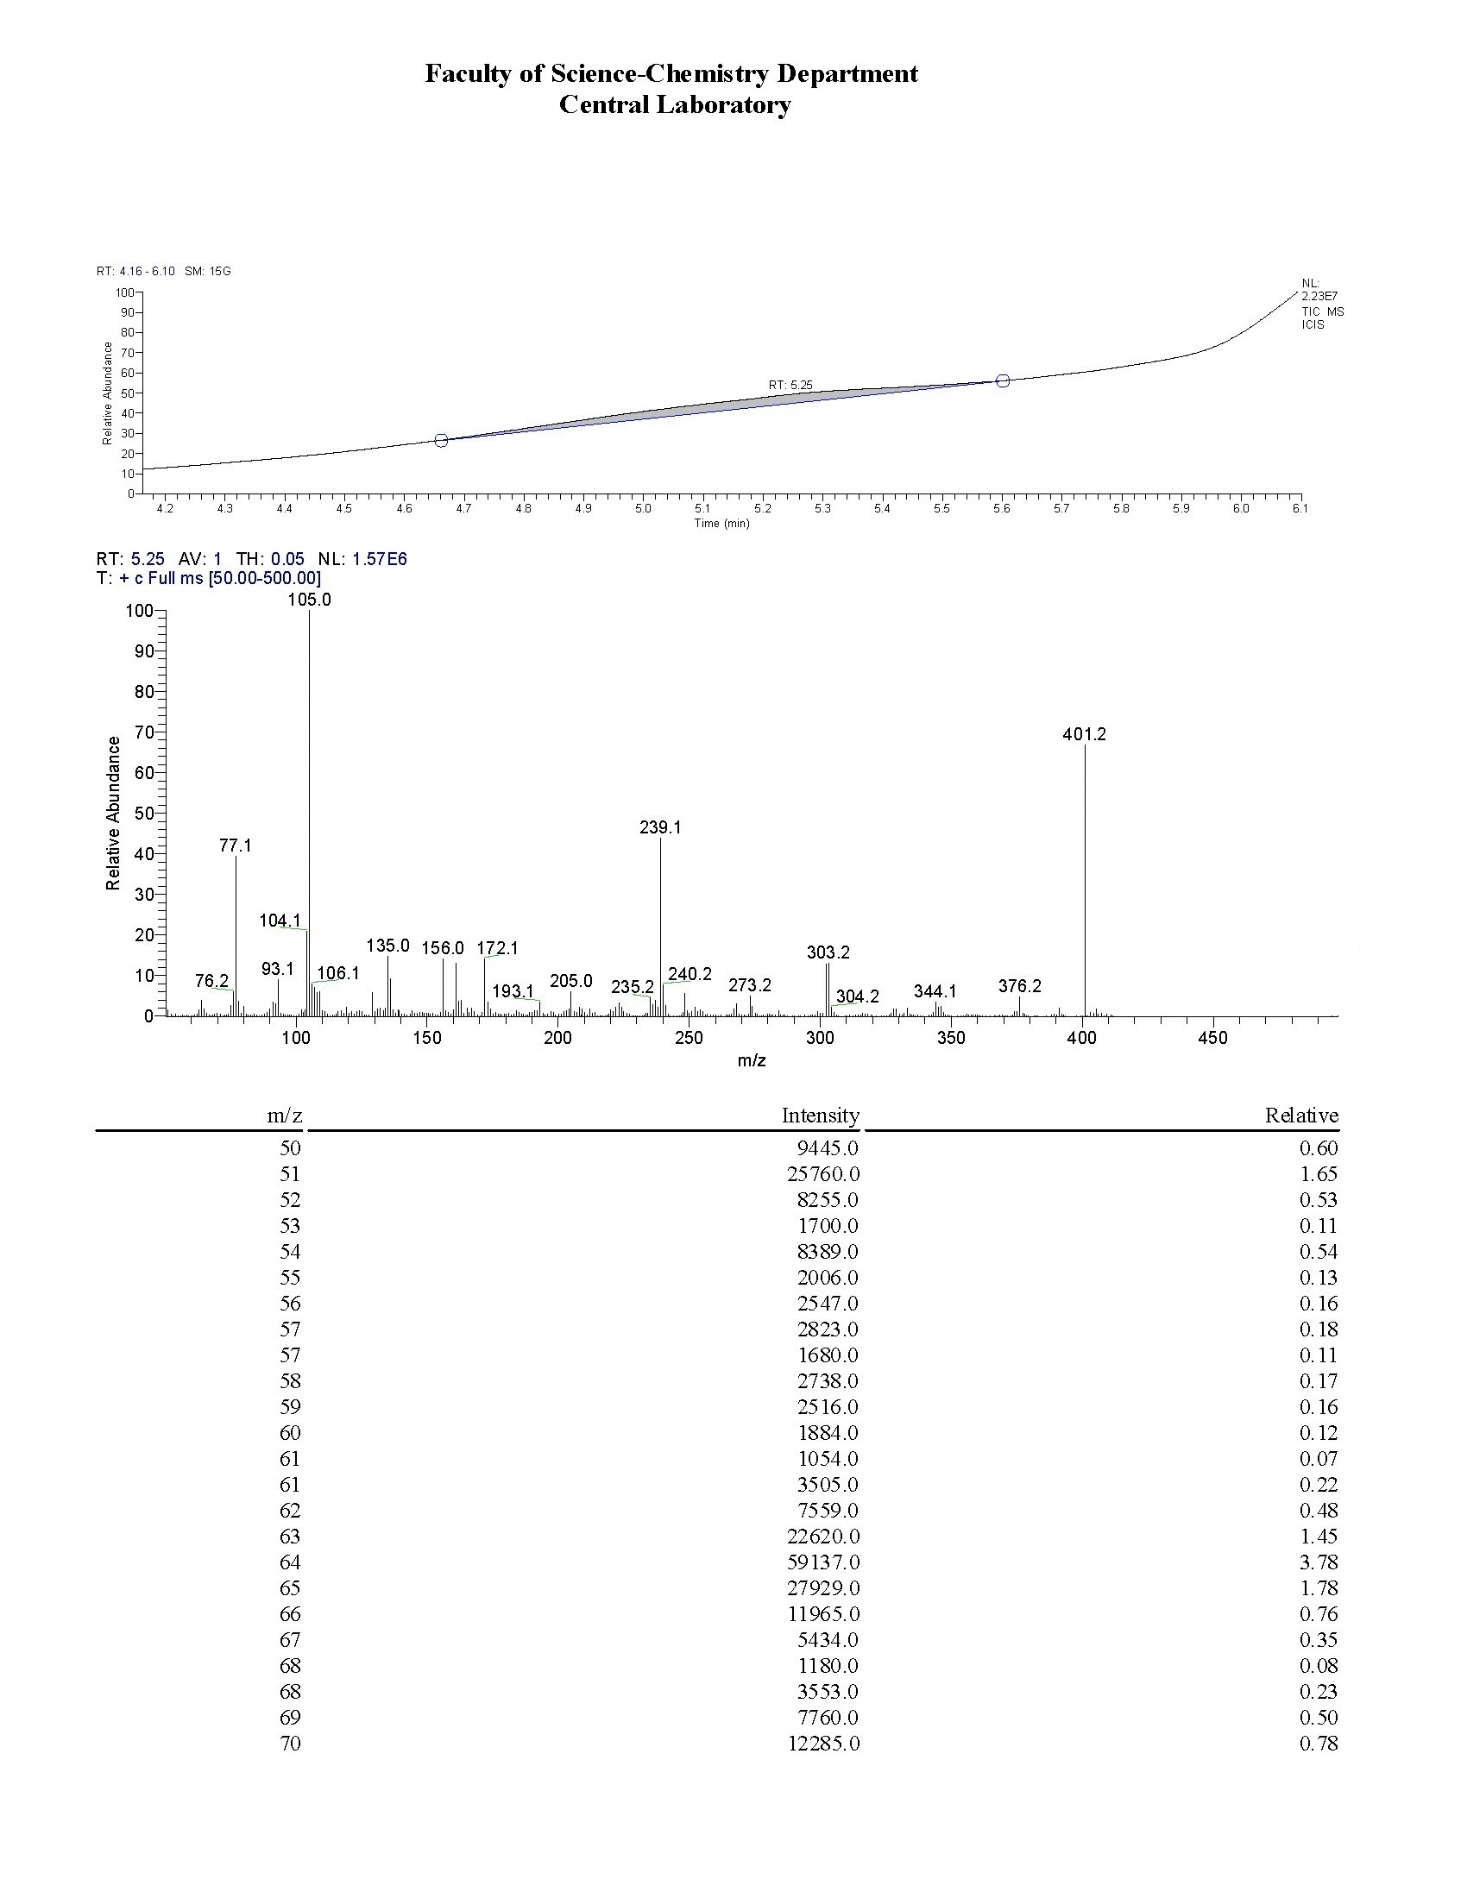 Faculty of Science-Chemistry Department
Central Laboratory
RT: 4.16 - 6.10 SM: 15G
NL:
2.23E7
TIC MS
ICIS
100
90
80
70
60
50
40
30
20
10
0
Relative Abundance
RT: 5.25
4.2 4.3 4.4 4.5 4.6 4.7 4.8 4.9 5.0 5.1 5.2 5.3 5.4 5.5 5.6 5.7 5.8 5.9 6.0 6.1
Time (min)
RT: 5.25 AV: 1 TH: 0.05 NL: 1.57E6
T: + c Full ms [50.00-500.00]
100
90
80
70
60
50
40
30
20
10
0
Relative Abundance
105.0
401.2
77.1
239.1
104.1
135.0 156.0 172.1
303.2
76.2 93.1 106.1 193.1 205.0 235.2 240.2 273.2 304.2 344.1 376.2
100 150 200 250 300 350 400 450
m/z
m/z Intensity Relative
50 9445.0 0.60
51 25760.0 1.65
52 8255.0 0.53
53 1700.0 0.11
54 8389.0 0.54
55 2006.0 0.13
56 2547.0 0.16
57 2823.0 0.18
57 1680.0 0.11
58 2738.0 0.17
59 2516.0 0.16
60 1884.0 0.12
61 1054.0 0.07
61 3505.0 0.22
62 7559.0 0.48
63 22620.0 1.45
64 59137.0 3.78
65 27929.0 1.78
66 11965.0 0.76
67 5434.0 0.35
68 1180.0 0.08
68 3553.0 0.23
69 7760.0 0.50
70 12285.0 0.78